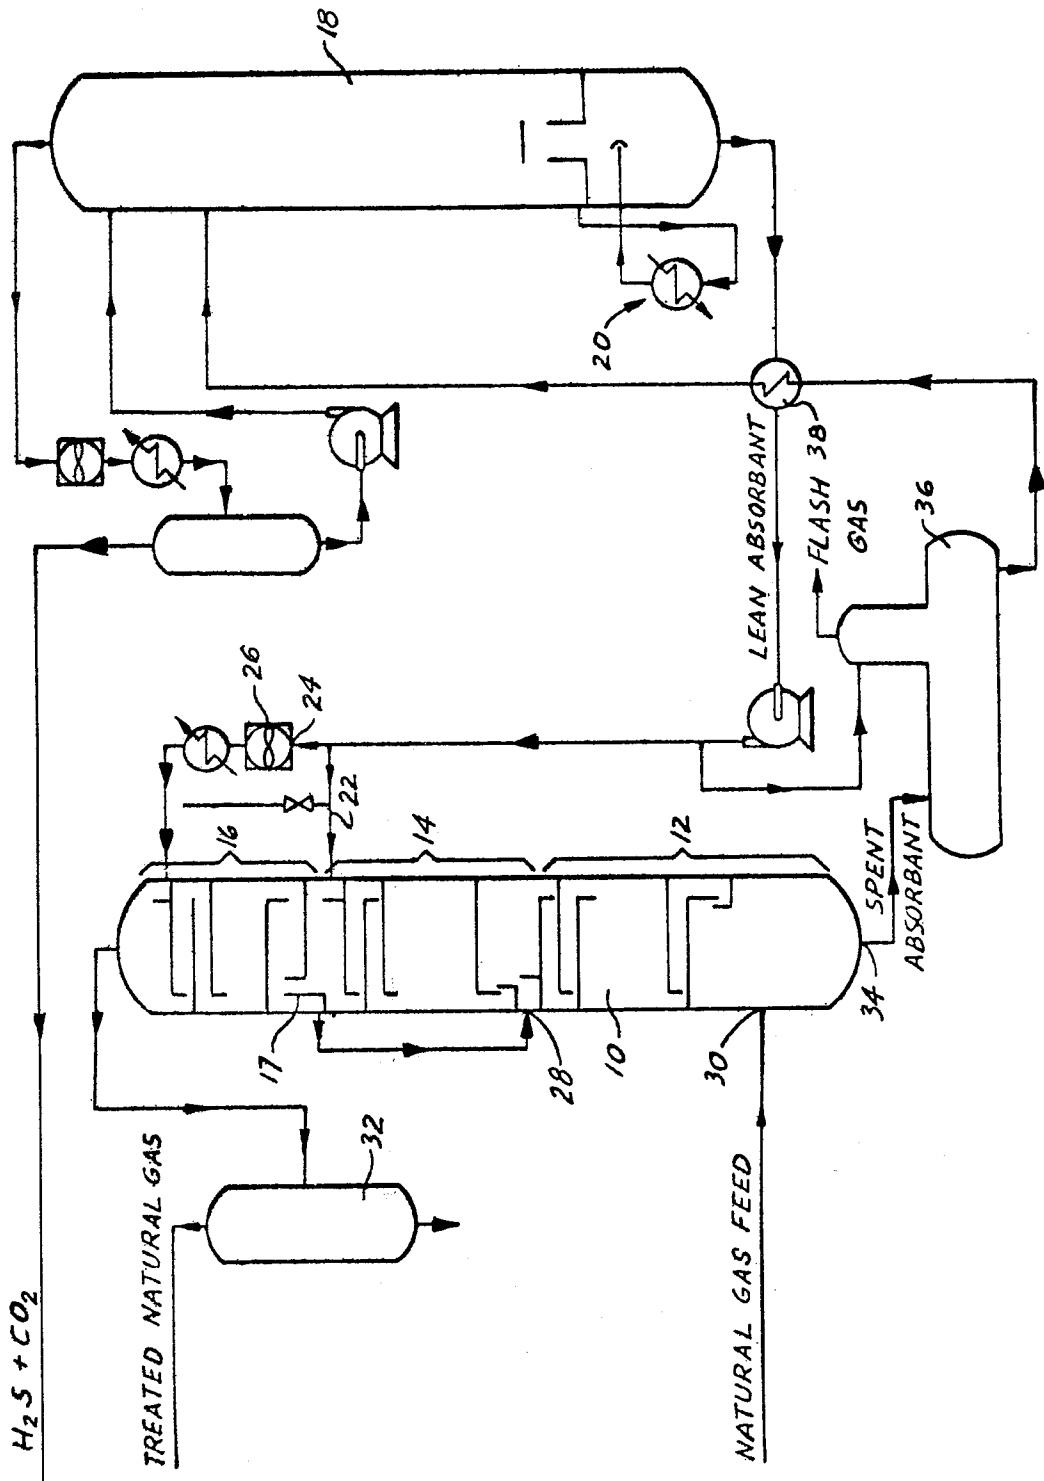 H2S + CO2
TREATED NATURAL GAS
NATURAL GAS FEED
32
17
28
10
30
34
16
14
12
22
24
26
SPENT
ABSORBANT
LEAN ABSORBANT
FLASH
GAS
38
36
20
18